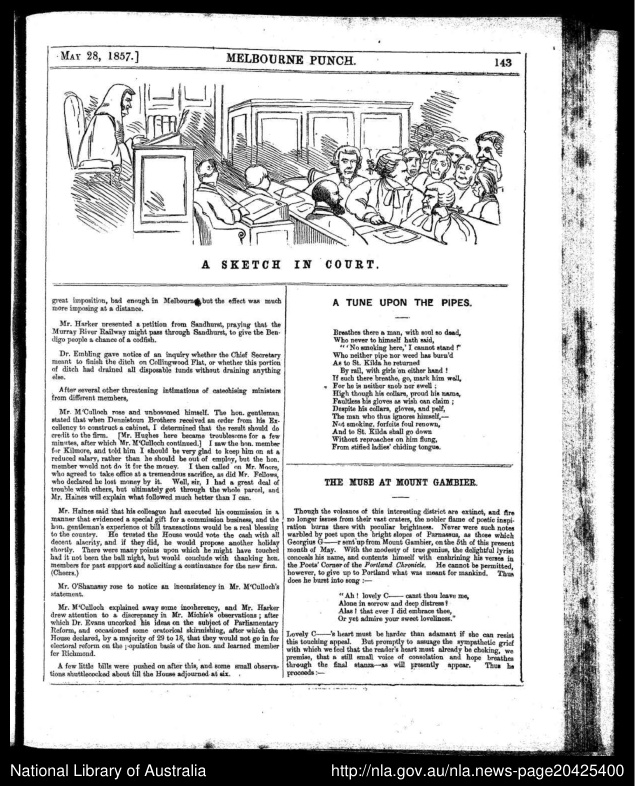 MAY 28, 1857.]
MELBOURNE PUNCH.
143
A SKETCH IN COURT.
great imposition, bad enough in Melbourne, but the effect was much
more imposing at a distance.
Mr. Harker presented a petition from Sandhurst, praying that the
Murray River Railway might pass through Sandhurst, to give the Ben-
digo people a chance of a codfish.
Dr. Embling gave notice of an inquiry whether the Chief Secretary
meant to finish the ditch on Collingwood Flat, or whether this portion
of ditch had drained all disposable funds without draining anything
else.
After several other threatening intimations of catechising ministers
from different members,
Mr. M'Culloch rose and unbosomed himself. The hon. gentleman
stated that when Dennistoun Brothers received an order from his Ex-
cellency to construct a cabinet, I determined that the result should do
credit to the firm. [Mr. Hughes here became troublesome for a few
minutes, after which Mr. M'Culloch continued.] I saw the hon. member
for Kilmore, and told him I should be very glad to keep him on at a
reduced salary, rather than he should be out of employ, but the hon.
member would not do it for the money. I then called on Mr. Moore,
who agreed to take office at a tremendous sacrifice, as did Mr. Fellows,
who declared he lost money by it. Well, sir, I had a great deal of
trouble with others, but ultimately got through the whole parcel, and
Mr. Haines will explain what followed much better than I can.
Mr. Haines said that his colleague had executed his commission in a
manner that evidenced a special gift for a commission business, and the
hon. gentleman's experience of bill transactions would be a real blessing
to the country. He trusted the House would vote the cash with all
decent alacrity, and if they did, he would propose another holiday
shortly. There were many points upon which he might have touched
had it not been the ball night, but would conclude with thanking hon.
members for past support and soliciting a continuance for the new firm.
(Cheers.)
Mr. O'Shanassy rose to notice an inconsistency in Mr. M'Culloch's
statement.
Mr. M'Culloch explained away some incoherency, and Mr. Harker
drew attention to a discrepancy in Mr. Michie's observations; after
which Dr. Evans uncorked his ideas on the subject of Parliamentary
Reform, and occasioned some oratorical skirmishing, after which the
House declared, by a majority of 29 to 18, that they would not go in for
electoral reform on the population basis of the hon. and learned member
for Richmond.
A few little bills were pushed on after this, and some small observa-
tions shuttlecocked about till the House adjourned at six.
A TUNE UPON THE PIPES.
Breathes there a man, with soul so dead,
Who never to himself hath said,
"'No smoking here,' I cannot stand!"
Who neither pipe nor weed has burn'd
As to St. Kilda he returned
By rail, with girls on either hand!
If such there breathe, go, mark him well,
For he is neither snob nor swell;
High though his collars, proud his name,
Faultless his gloves as wish can claim;
Despite his collars, gloves, and pelf,
The man who thus ignores himself,—
Not smoking, forfeits foul renown,
And to St. Kilda shall go down
Without reproaches on him flung,
From stifled ladies' chiding tongue.
THE MUSE AT MOUNT GAMBIER.
Though the volcanos of this interesting district are extinct, and fire
no longer issues from their vast craters, the nobler flame of poetic inspi-
ration burns there with peculiar brightness. Never were such notes
warbled by poet upon the bright slopes of Parnassus, as those which
Georgius G——r sent up from Mount Gambier, on the 5th of this present
month of May. With the modesty of true genius, the delightful lyrist
conceals his name, and contents himself with enshrining his verses in
the Poets' Corner of the Portland Chronicle. He cannot be permitted,
however, to give up to Portland what was meant for mankind. Thus
does he burst into song:—
"Ah! lovely C—— canst thou leave me,
Alone in sorrow and deep distress!
Alas! that ever I did embrace thee,
Or yet admire your sweet loveliness."
Lovely C——'s heart must be harder than adamant if she can resist
this touching appeal. But promptly to assuage the sympathetic grief
with which we feel that the reader's heart must already be choking, we
premise, that a still small voice of consolation and hope breathes
through the final stanza—as will presently appear. Thus he
proceeds:—
National Library of Australia
http://nla.gov.au/nla.news-page20425400